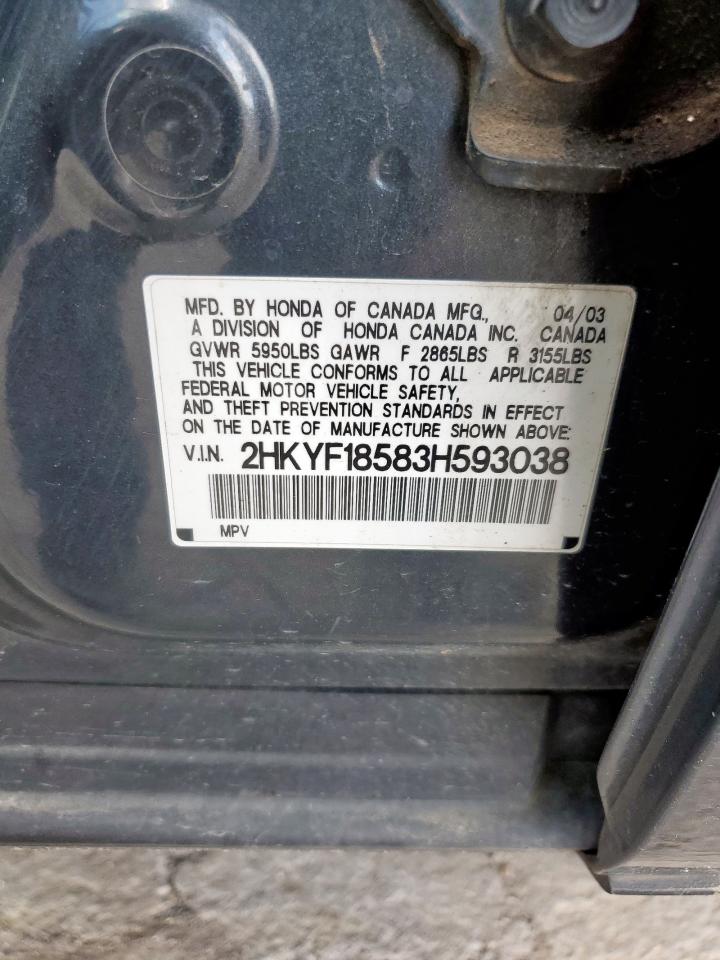 MFD. BY HONDA OF CANADA MFG., 04/03
A DIVISION OF HONDA CANADA INC. CANADA
GVWR 5950LBS GAWR F 2865LBS R 3155LBS
THIS VEHICLE CONFORMS TO ALL APPLICABLE
FEDERAL MOTOR VEHICLE SAFETY,
AND THEFT PREVENTION STANDARDS IN EFFECT
ON THE DATE OF MANUFACTURE SHOWN ABOVE:
V.I.N. 2HKYF18583H593038
MPV